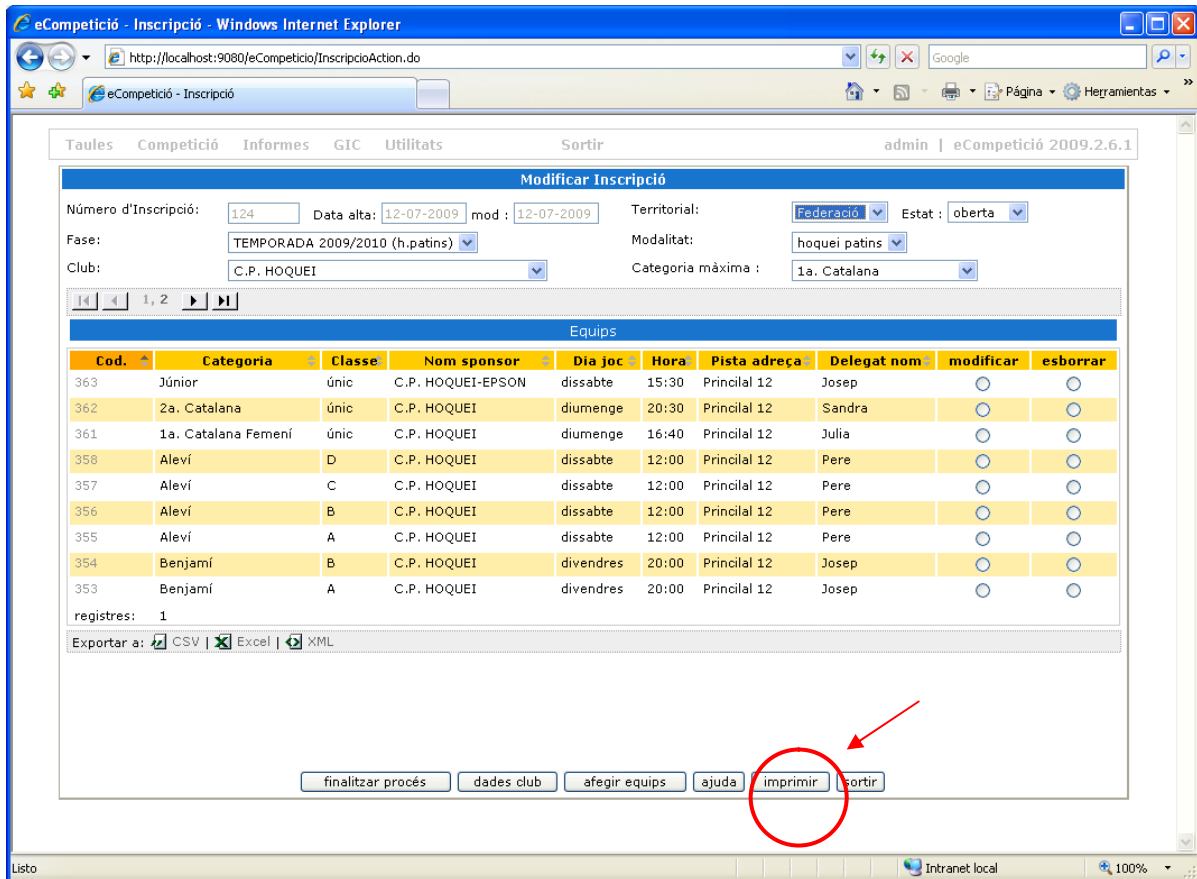 eCompetició - Inscripció - Windows Internet Explorer
http://localhost:9080/eCompeticio/InscripcioAction.do
Google
eCompetició - Inscripció
Página
Herramientas
»
Taules Competició Informes GIC Utilitats Sortir admin | eCompetició 2009.2.6.1
Modificar Inscripció
Número d'Inscripció: 124 Data alta: 12-07-2009 mod : 12-07-2009 Territorial: Federació Estat : oberta
Fase: TEMPORADA 2009/2010 (h.patins) Modalitat: hoquei patins
Club: C.P. HOQUEI Categoria màxima : 1a. Catalana
1, 2
Equips
Cod. Categoria Classe Nom sponsor Dia joc Hora Pista adreça Delegat nom modificar esborrar
363 Júnior únic C.P. HOQUEI-EPSON dissabte 15:30 Princilal 12 Josep
362 2a. Catalana únic C.P. HOQUEI diumenge 20:30 Princilal 12 Sandra
361 1a. Catalana Femení únic C.P. HOQUEI diumenge 16:40 Princilal 12 Julia
358 Aleví D C.P. HOQUEI dissabte 12:00 Princilal 12 Pere
357 Aleví C C.P. HOQUEI dissabte 12:00 Princilal 12 Pere
356 Aleví B C.P. HOQUEI dissabte 12:00 Princilal 12 Pere
355 Aleví A C.P. HOQUEI dissabte 12:00 Princilal 12 Pere
354 Benjamí B C.P. HOQUEI divendres 20:00 Princilal 12 Josep
353 Benjamí A C.P. HOQUEI divendres 20:00 Princilal 12 Josep
registres: 1
Exportar a: CSV | Excel | XML
finalitzar procés dades club afegir equips ajuda imprimir sortir
Listo Intranet local 100%